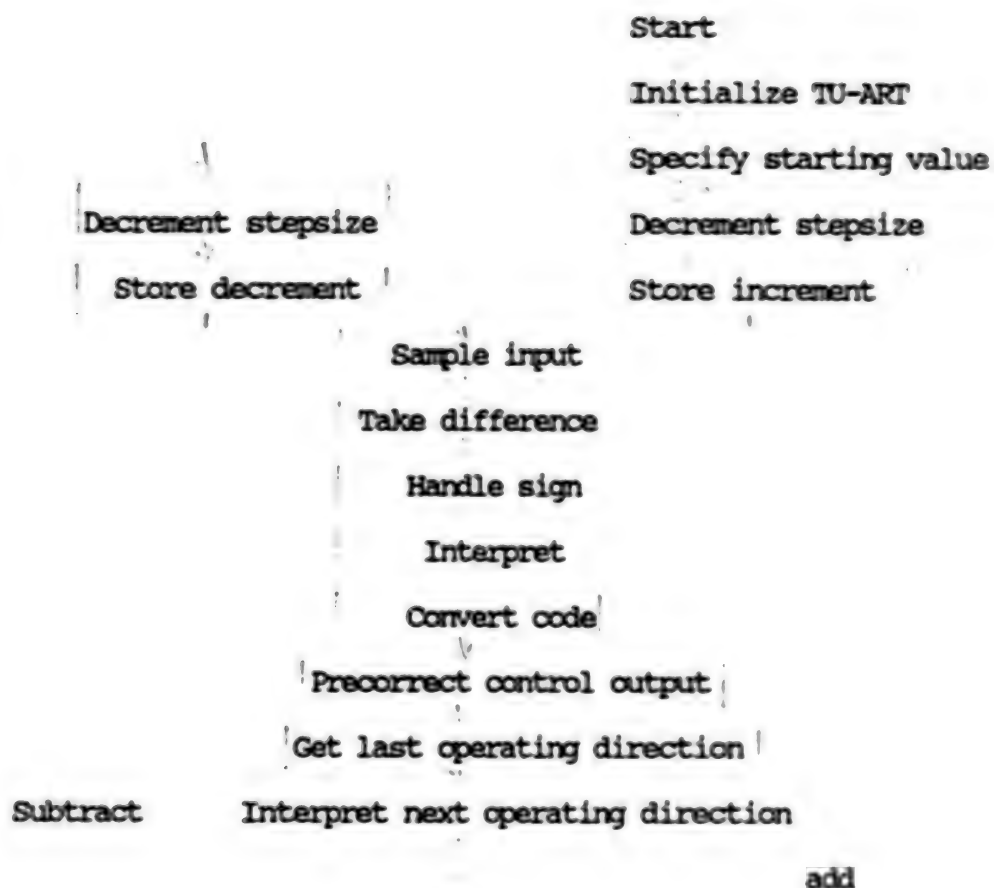 Start
Initialize TU-ART
Specify starting value
Decrement stepsize Decrement stepsize
Store decrement Store increment
Sample input
Take difference
Handle sign
Interpret
Convert code
Precorrect control output
Get last operating direction
Subtract Interpret next operating direction
add